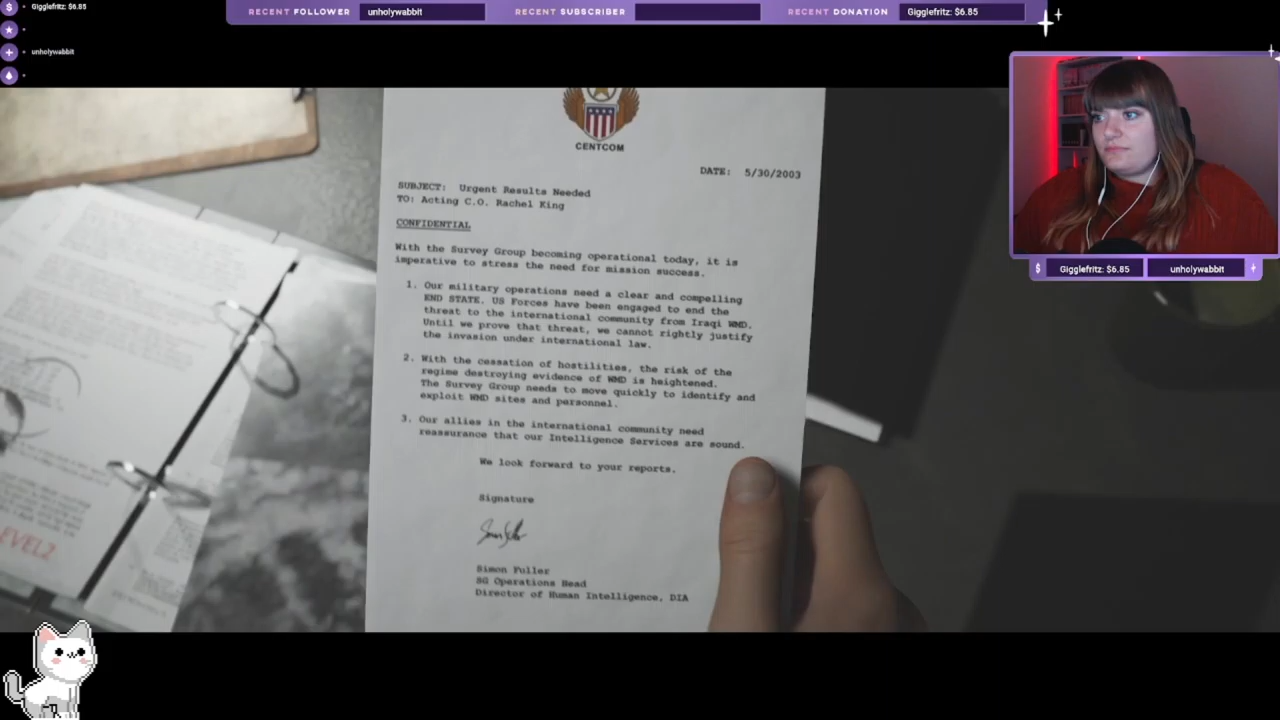 Gigglefritz: $6.85
RECENT FOLLOWER unholywabbit RECENT SUBSCRIBER RECENT DONATION Gigglefritz: $6.85
unholywabbit
CENTCOM
DATE: 5/30/2003
SUBJECT: Urgent Results Needed
TO: Acting C.O. Rachel King
CONFIDENTIAL
With the Survey Group becoming operational today, it is
imperative to stress the need for mission success.
1. Our military operations need a clear and compelling
END STATE. US Forces have been engaged to end the
threat to the international community from Iraqi WMD.
Until we prove that threat, we cannot rightly justify
the invasion under international law.
2. With the cessation of hostilities, the risk of the
regime destroying evidence of WMD is heightened.
The Survey Group needs to move quickly to identify and
exploit WMD sites and personnel.
3. Our allies in the international community need
reassurance that our Intelligence Services are sound.
We look forward to your reports.
Signature
Simon Fuller
SG Operations Head
Director of Human Intelligence, DIA
Gigglefritz: $6.85 unholywabbit